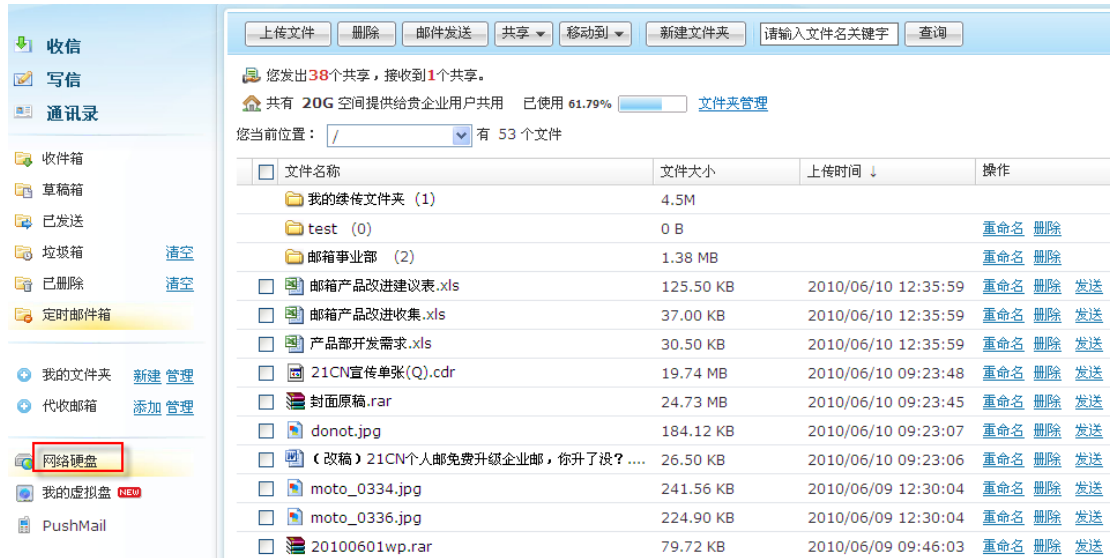 收信
写信
通讯录
收件箱
草稿箱
已发送
垃圾箱 清空
已删除 清空
定时邮件箱
我的文件夹 新建 管理
代收邮箱 添加 管理
网络硬盘
我的虚拟盘 NEW
PushMail
上传文件 删除 邮件发送 共享 移动到 新建文件夹 请输入文件名关键字 查询
您发出38个共享，接收到1个共享。
共有 20G 空间提供给贵企业用户共用 已使用 61.79% 文件夹管理
您当前位置： / 有 53 个文件
文件名称 文件大小 上传时间 ↓ 操作
我的续传文件夹 (1) 4.5M
test (0) 0 B 重命名 删除
邮箱事业部 (2) 1.38 MB 重命名 删除
邮箱产品改进建议表.xls 125.50 KB 2010/06/10 12:35:59 重命名 删除 发送
邮箱产品改进收集.xls 37.00 KB 2010/06/10 12:35:59 重命名 删除 发送
产品部开发需求.xls 30.50 KB 2010/06/10 12:35:59 重命名 删除 发送
21CN宣传单张(Q).cdr 19.74 MB 2010/06/10 09:23:48 重命名 删除 发送
封面原稿.rar 24.73 MB 2010/06/10 09:23:45 重命名 删除 发送
donot.jpg 184.12 KB 2010/06/10 09:23:07 重命名 删除 发送
（改稿）21CN个人邮免费升级企业邮，你升了没？.... 26.50 KB 2010/06/10 09:23:06 重命名 删除 发送
moto_0334.jpg 241.56 KB 2010/06/09 12:30:04 重命名 删除 发送
moto_0336.jpg 224.90 KB 2010/06/09 12:30:04 重命名 删除 发送
20100601wp.rar 79.72 KB 2010/06/09 09:46:03 重命名 删除 发送